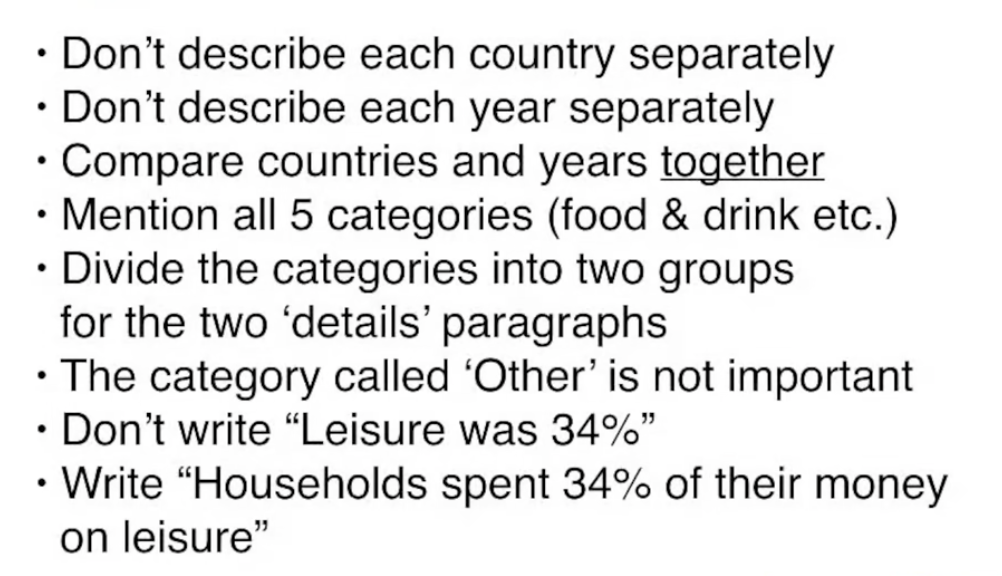 • Don’t describe each country separately
• Don’t describe each year separately
• Compare countries and years together
• Mention all 5 categories (food & drink etc.)
• Divide the categories into two groups
for the two ‘details’ paragraphs
• The category called ‘Other’ is not important
• Don’t write “Leisure was 34%”
• Write “Households spent 34% of their money
on leisure”